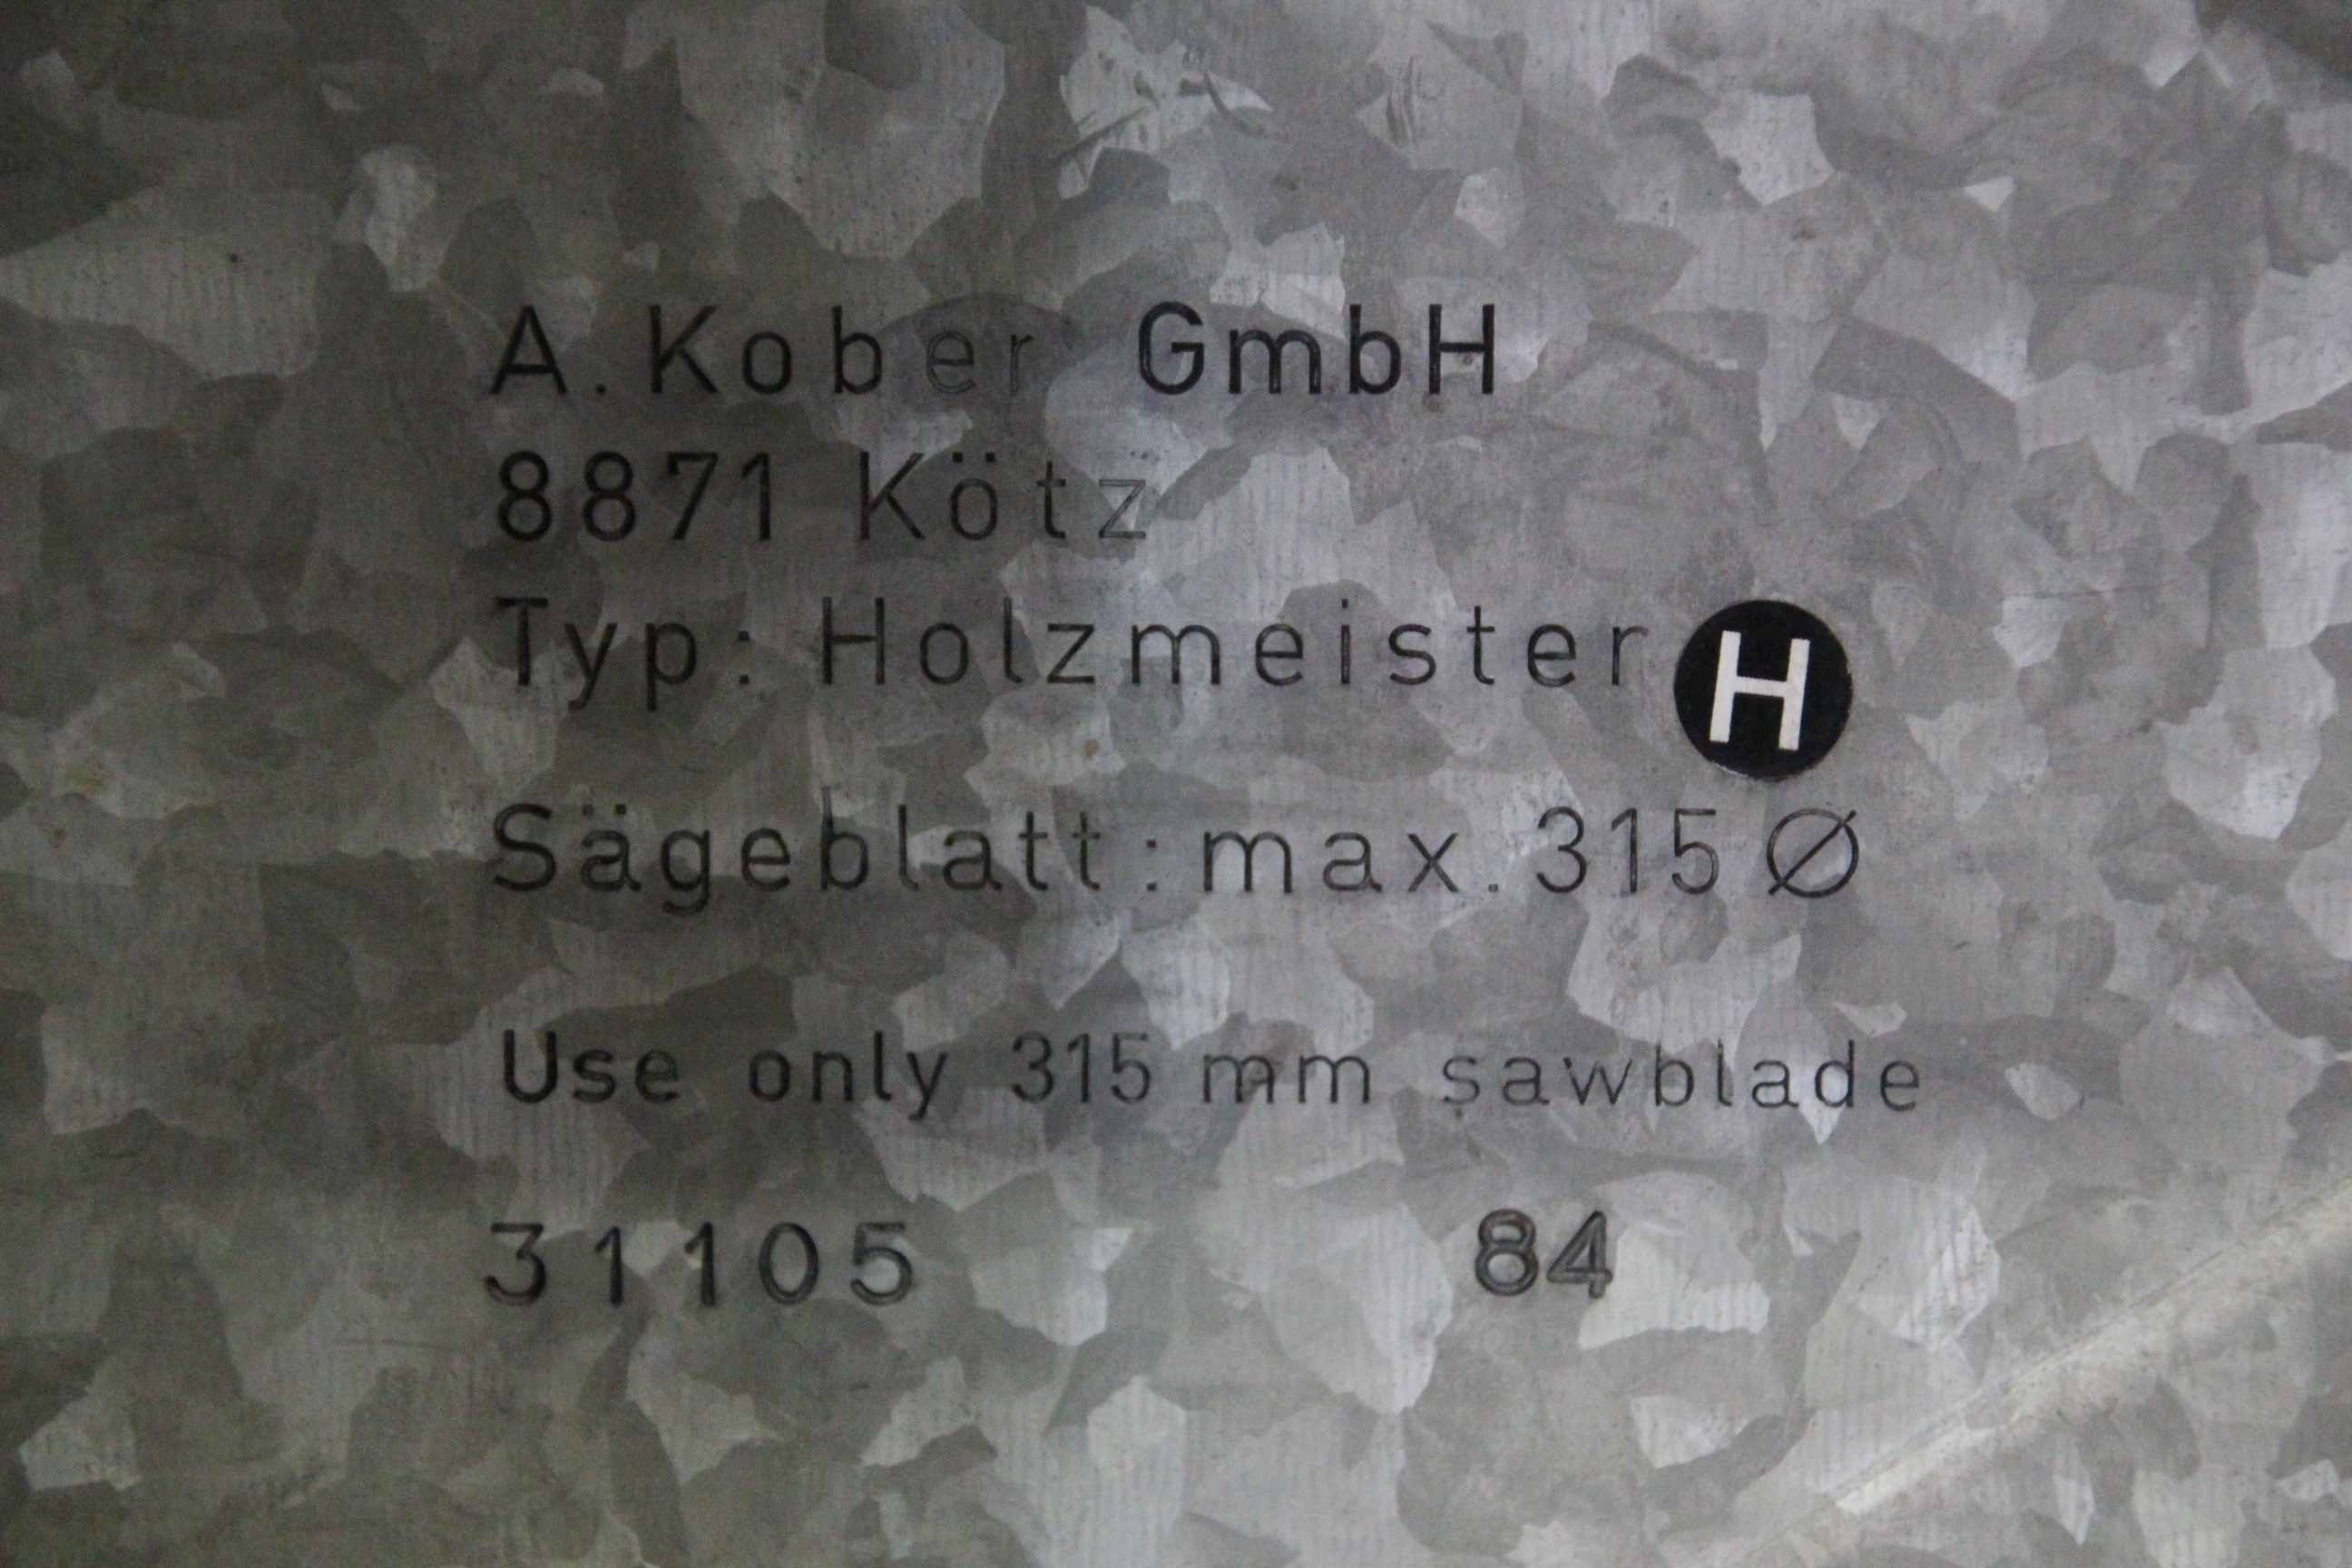 A. Kober GmbH
8871 Kötz
Typ: Holzmeister H
Sägeblatt: max. 315 Ø
Use only 315 mm sawblade
31105 84